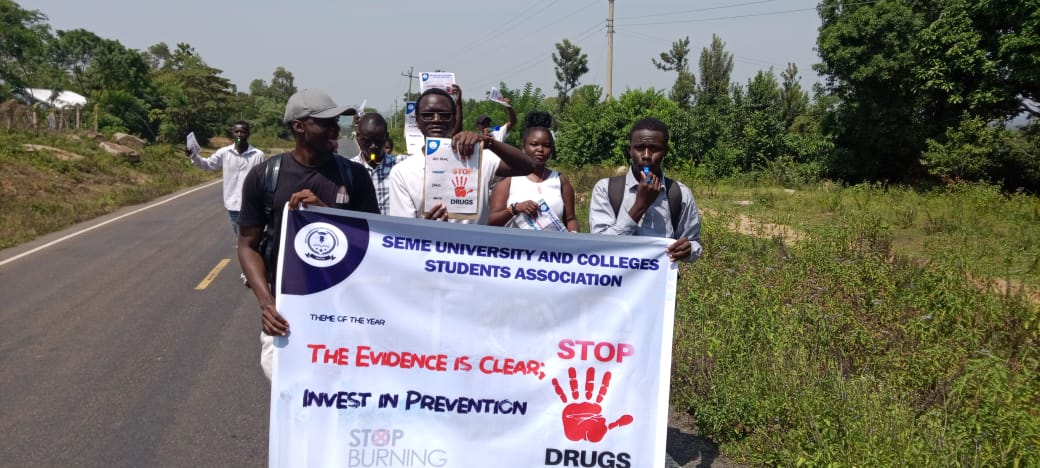 STOP
DRUGS
SEME UNIVERSITY AND COLLEGES
STUDENTS ASSOCIATION
THEME OF THE YEAR
THE EVIDENCE IS CLEAR;
INVEST IN PREVENTION
STOP
DRUGS
STOP
BURNING